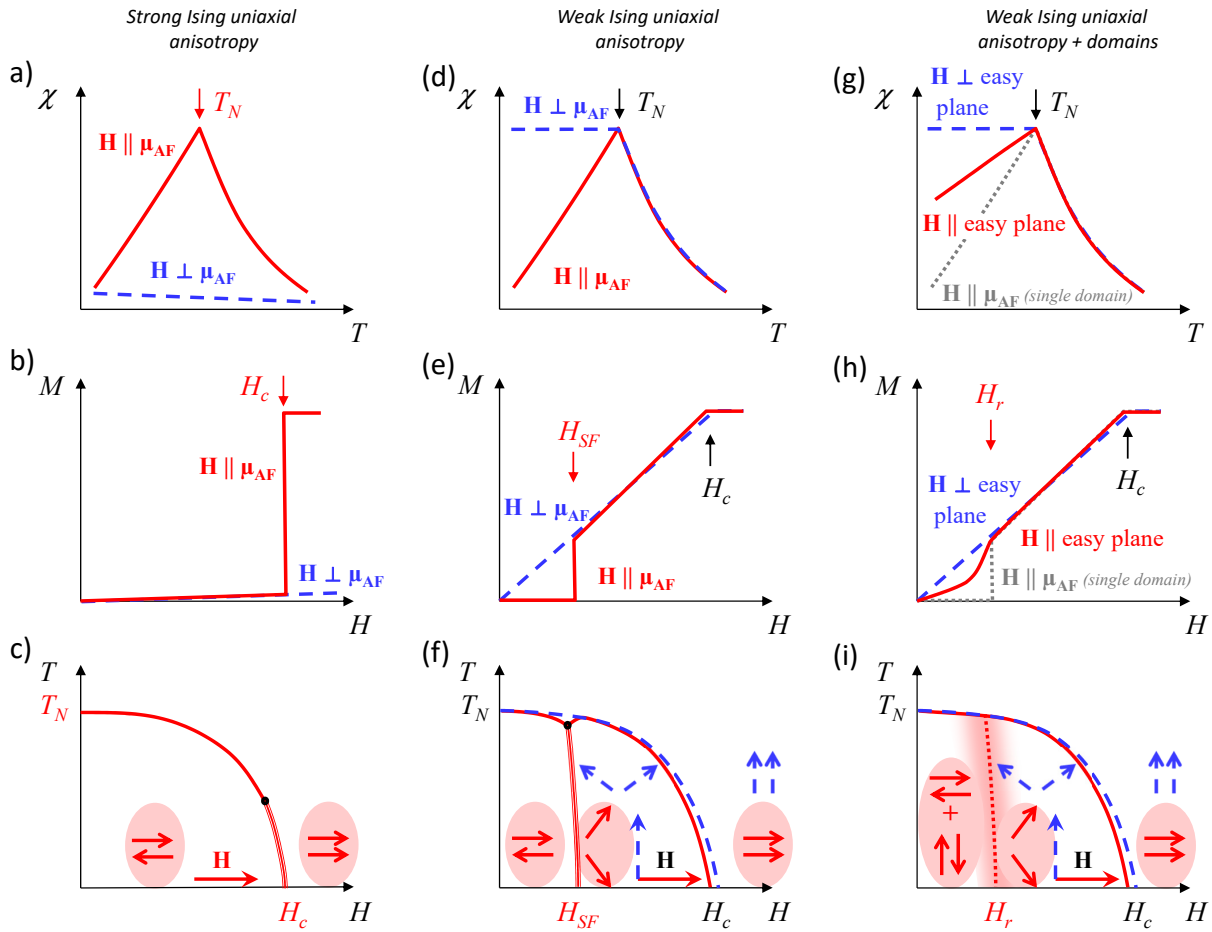 Strong Ising uniaxial
anisotropy
Weak Ising uniaxial
anisotropy
Weak Ising uniaxial
anisotropy + domains
a)
χ
T_N
H ∥ μ_AF
H ⊥ μ_AF
T
(d)
χ
H ⊥ μ_AF
T_N
H ∥ μ_AF
T
(g)
χ
H ⊥ easy
plane
T_N
H ∥ easy plane
H ∥ μ_AF (single domain)
T
b)
M
H_c
H ∥ μ_AF
H ⊥ μ_AF
H
(e)
M
H_SF
H_c
H ⊥ μ_AF
H ∥ μ_AF
H
(h)
M
H_r
H_c
H ⊥ easy
plane
H ∥ easy plane
H ∥ μ_AF (single domain)
H
c)
T
T_N
H
H_c
H
(f)
T
T_N
H
H_SF
H_c
H
(i)
T
T_N
+
H
H_r
H_c
H